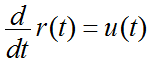 d/dt r(t) = u(t)